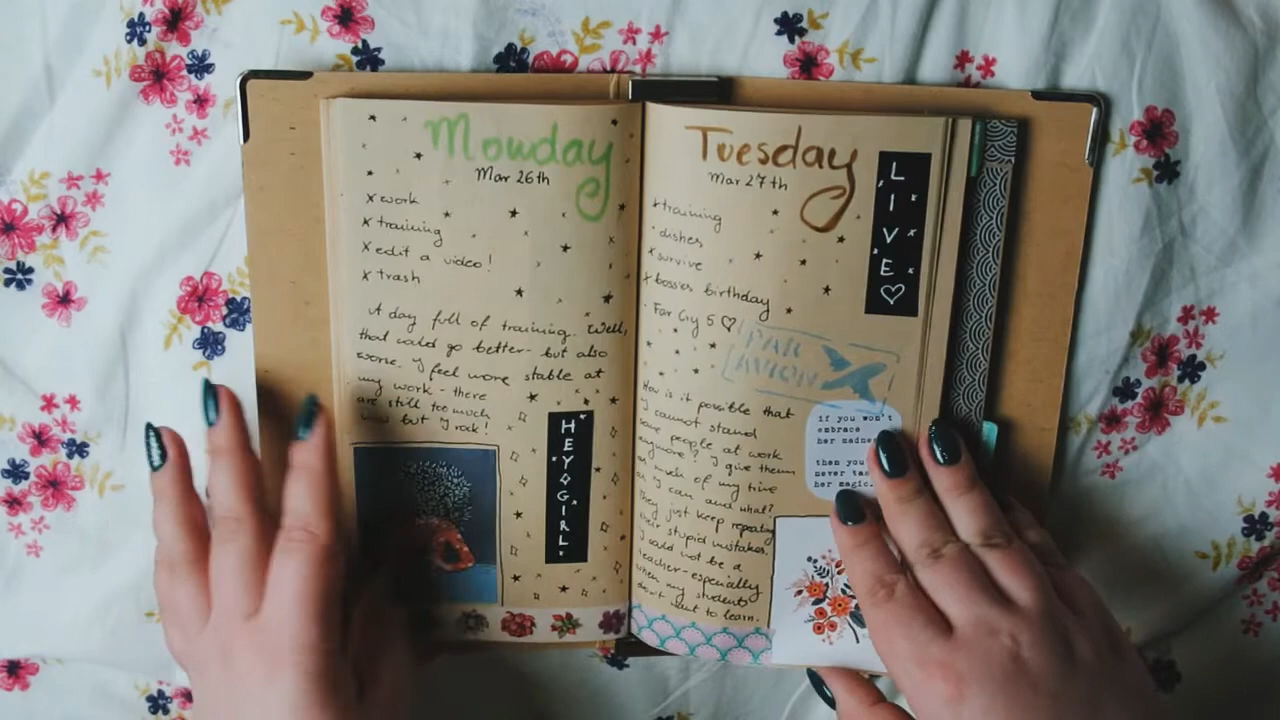 Monday
Mar 26th
x work
x training
x edit a video!
x trash
A day full of training. Well,
that could go better - but also
worse. I feel more stable at
my work - there
are still too much
but I rock!
HEY GIRL
Tuesday
Mar 27th
x training
· dishes
x survive
x bosses birthday
· Far Cry 5 ♡
LIVE ♡
PAR
AVION
How is it possible that
I cannot stand
some people at work
anymore? I give them
as much of my time
as I can and what?
They just keep repeating
their stupid mistakes.
I could not be a
teacher - especially
when my students
don't want to learn.
if you won't
embrace
her
then you
never
her magic.